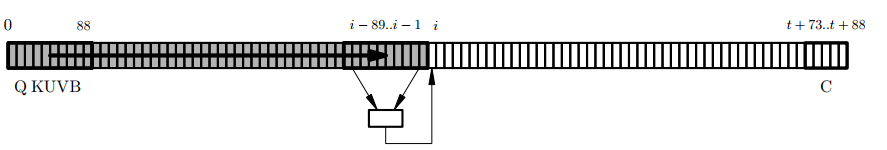 0 88 i − 89..i − 1 i t + 73..t + 88
Q KUVB C